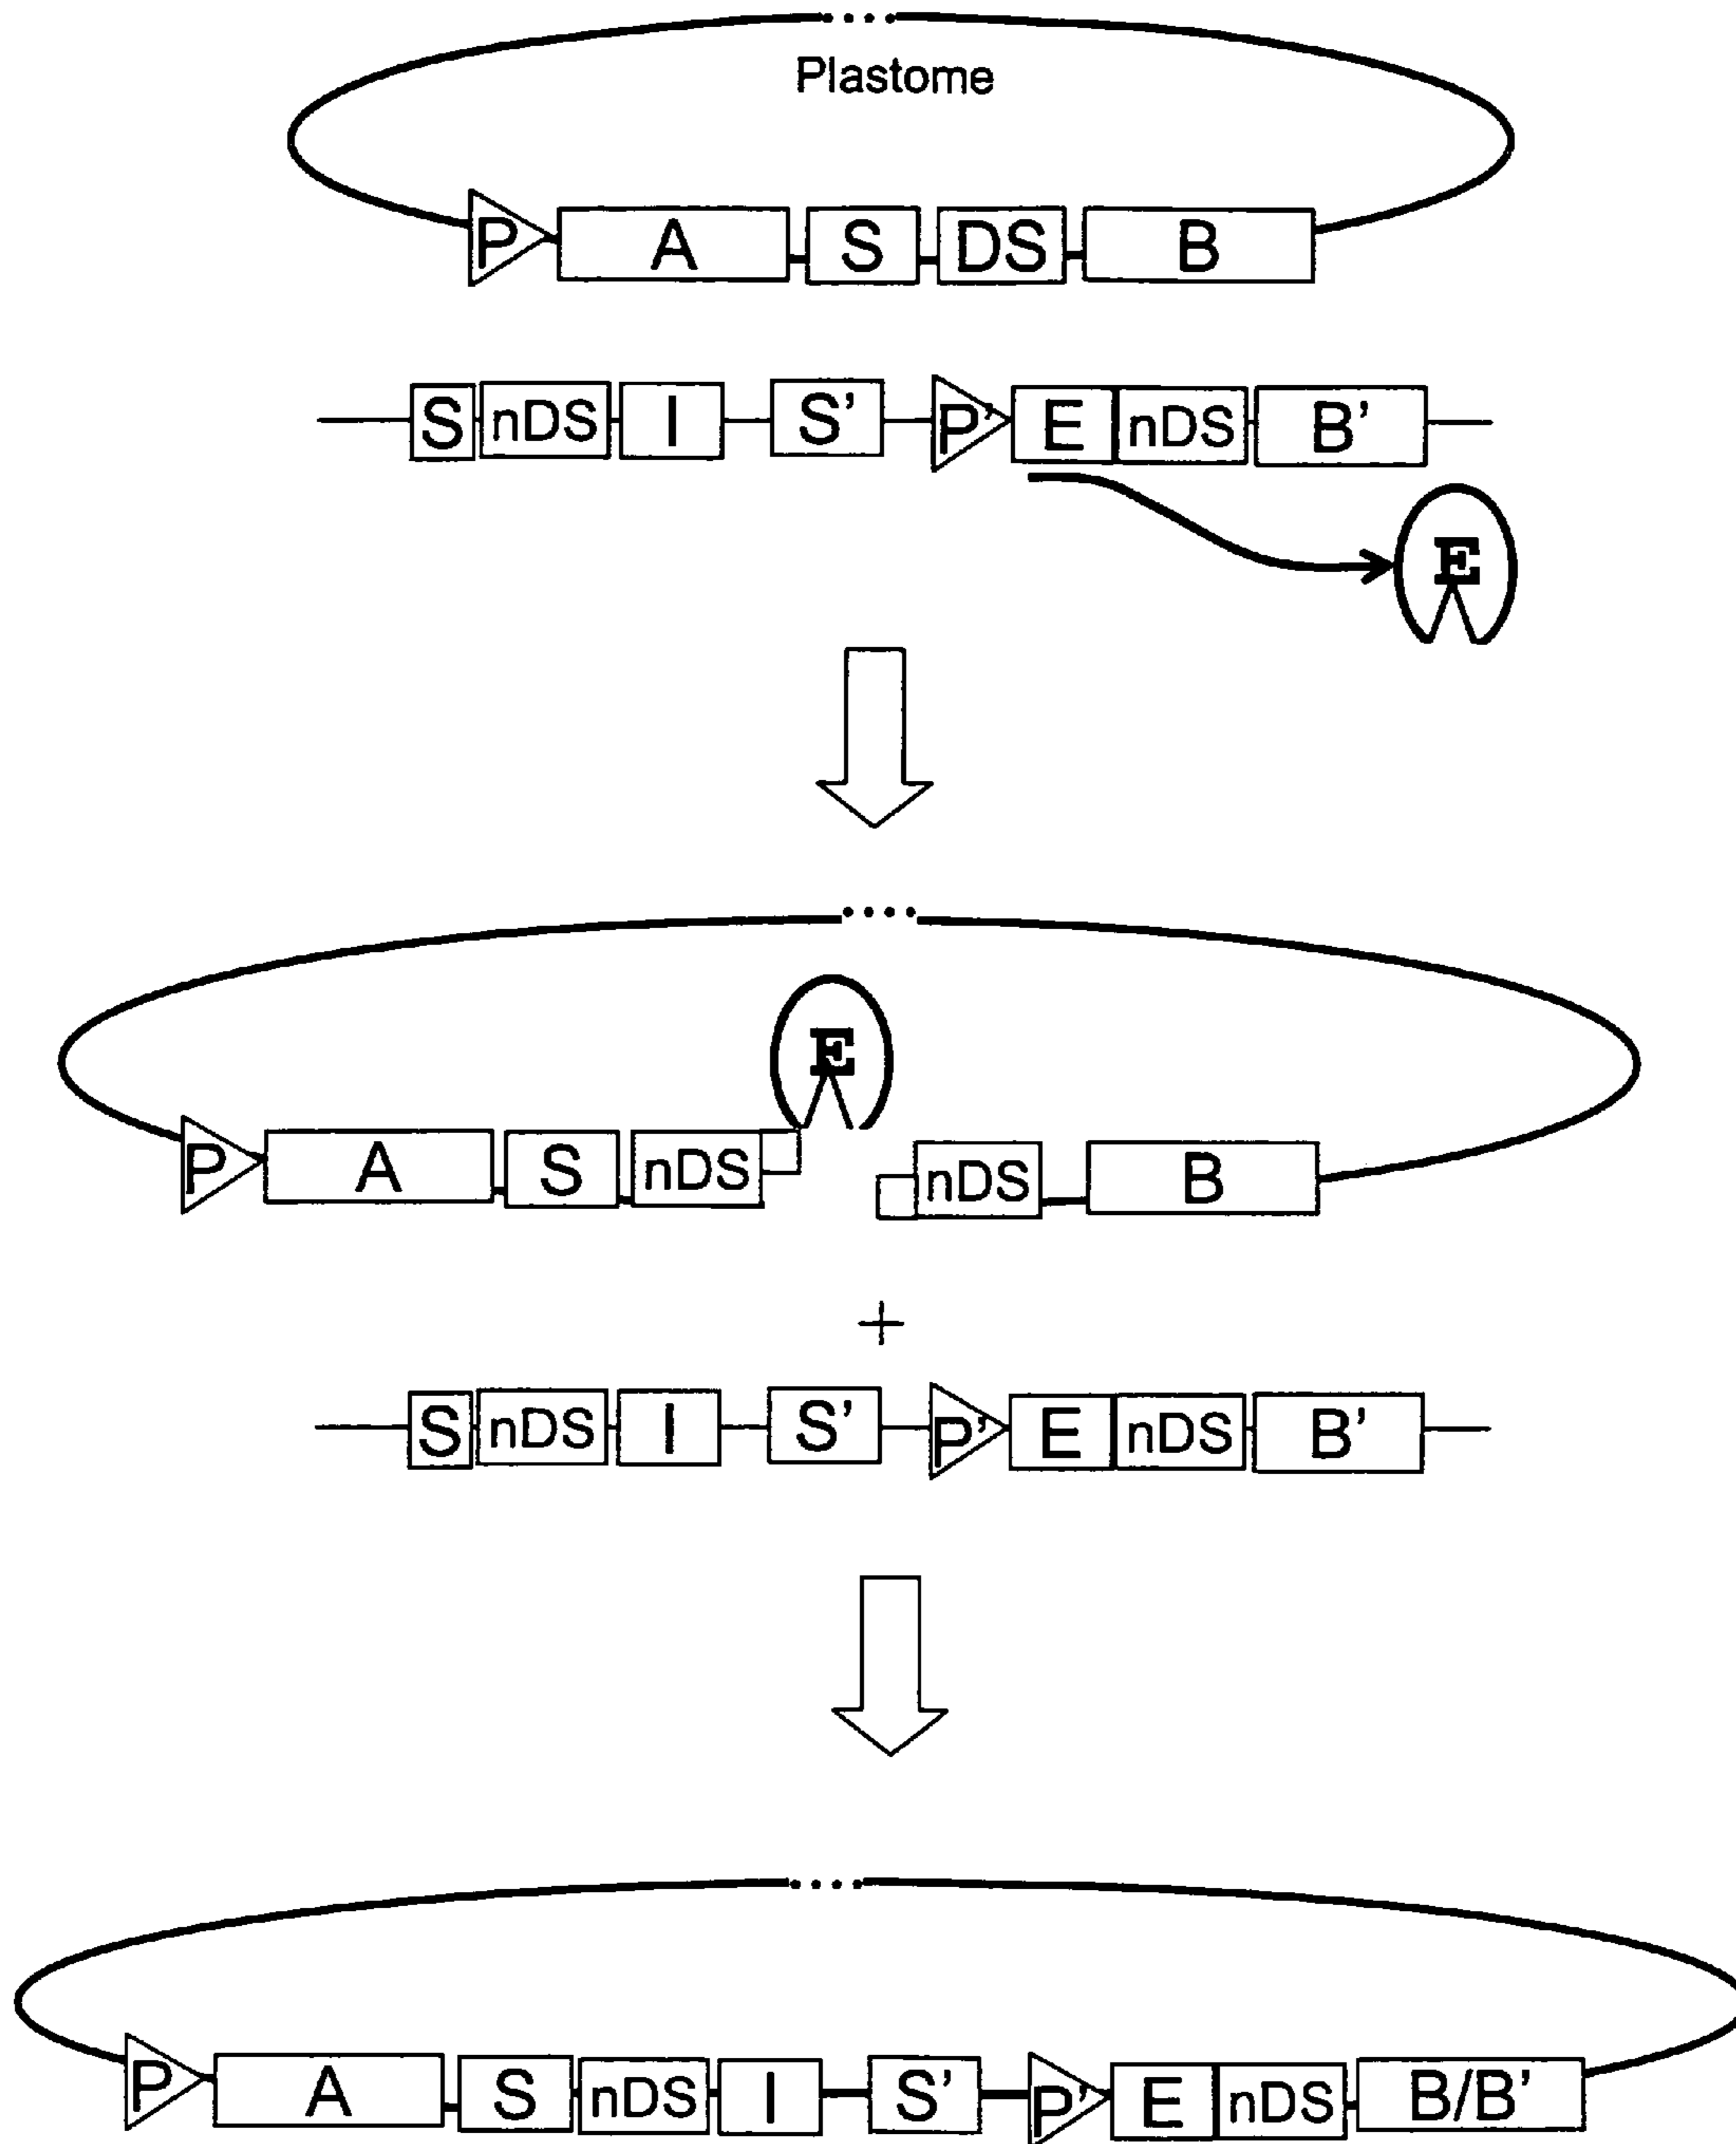 Plastome
P A S DS B
S nDS I S' P' E nDS B'
E
E
P A S nDS nDS B
+
S nDS I S' P' E nDS B'
P A S nDS I S' P' E nDS B/B'